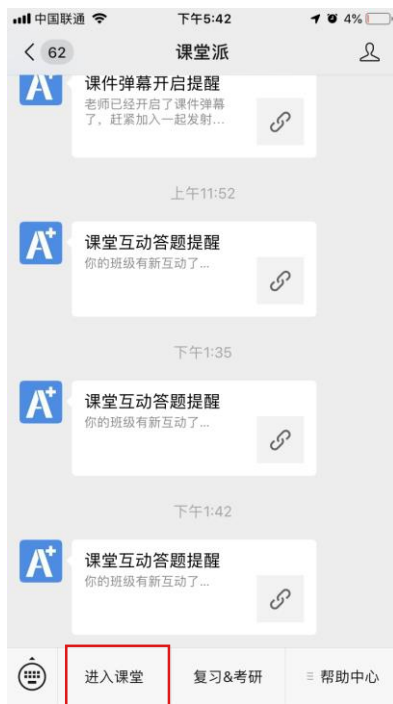 中国联通 下午5:42 4%
62 课堂派
课件弹幕开启提醒
老师已经开启了课件弹幕
了，赶紧加入一起发射...
上午11:52
课堂互动答题提醒
你的班级有新互动了...
下午1:35
课堂互动答题提醒
你的班级有新互动了...
下午1:42
课堂互动答题提醒
你的班级有新互动了...
进入课堂 复习&考研 帮助中心